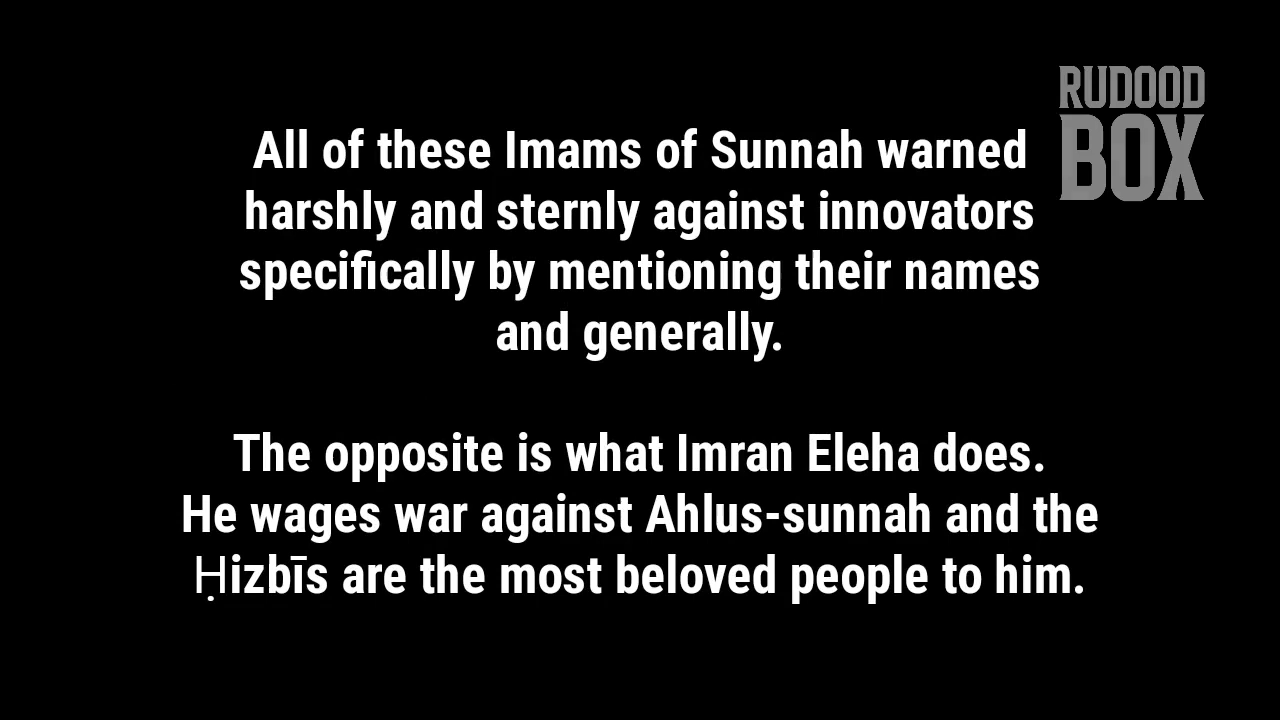 RUDOOD
BOX
All of these Imams of Sunnah warned
harshly and sternly against innovators
specifically by mentioning their names
and generally.
The opposite is what Imran Eleha does.
He wages war against Ahlus-sunnah and the
Ḥizbīs are the most beloved people to him.